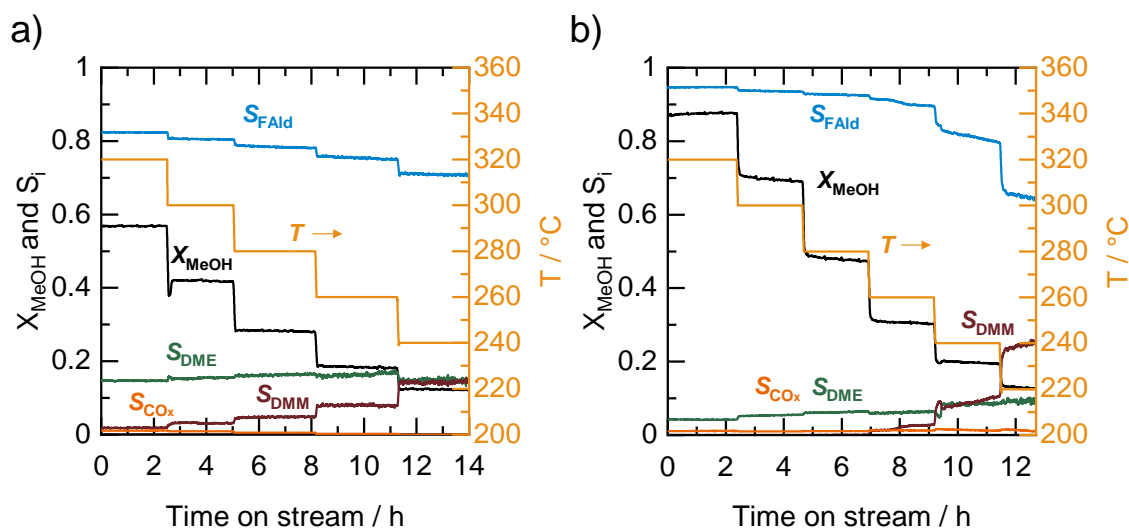 a)
1
0.8
0.6
0.4
0.2
0
X_MeOH and S_i
360
340
320
300
280
260
240
220
200
T / °C
S_FAld
X_MeOH
T →
S_DME
S_DMM
S_COx
0 2 4 6 8 10 12 14
Time on stream / h
b)
1
0.8
0.6
0.4
0.2
0
X_MeOH and S_i
360
340
320
300
280
260
240
220
200
T / °C
S_FAld
X_MeOH
T →
S_DMM
S_COx S_DME
0 2 4 6 8 10 12
Time on stream / h